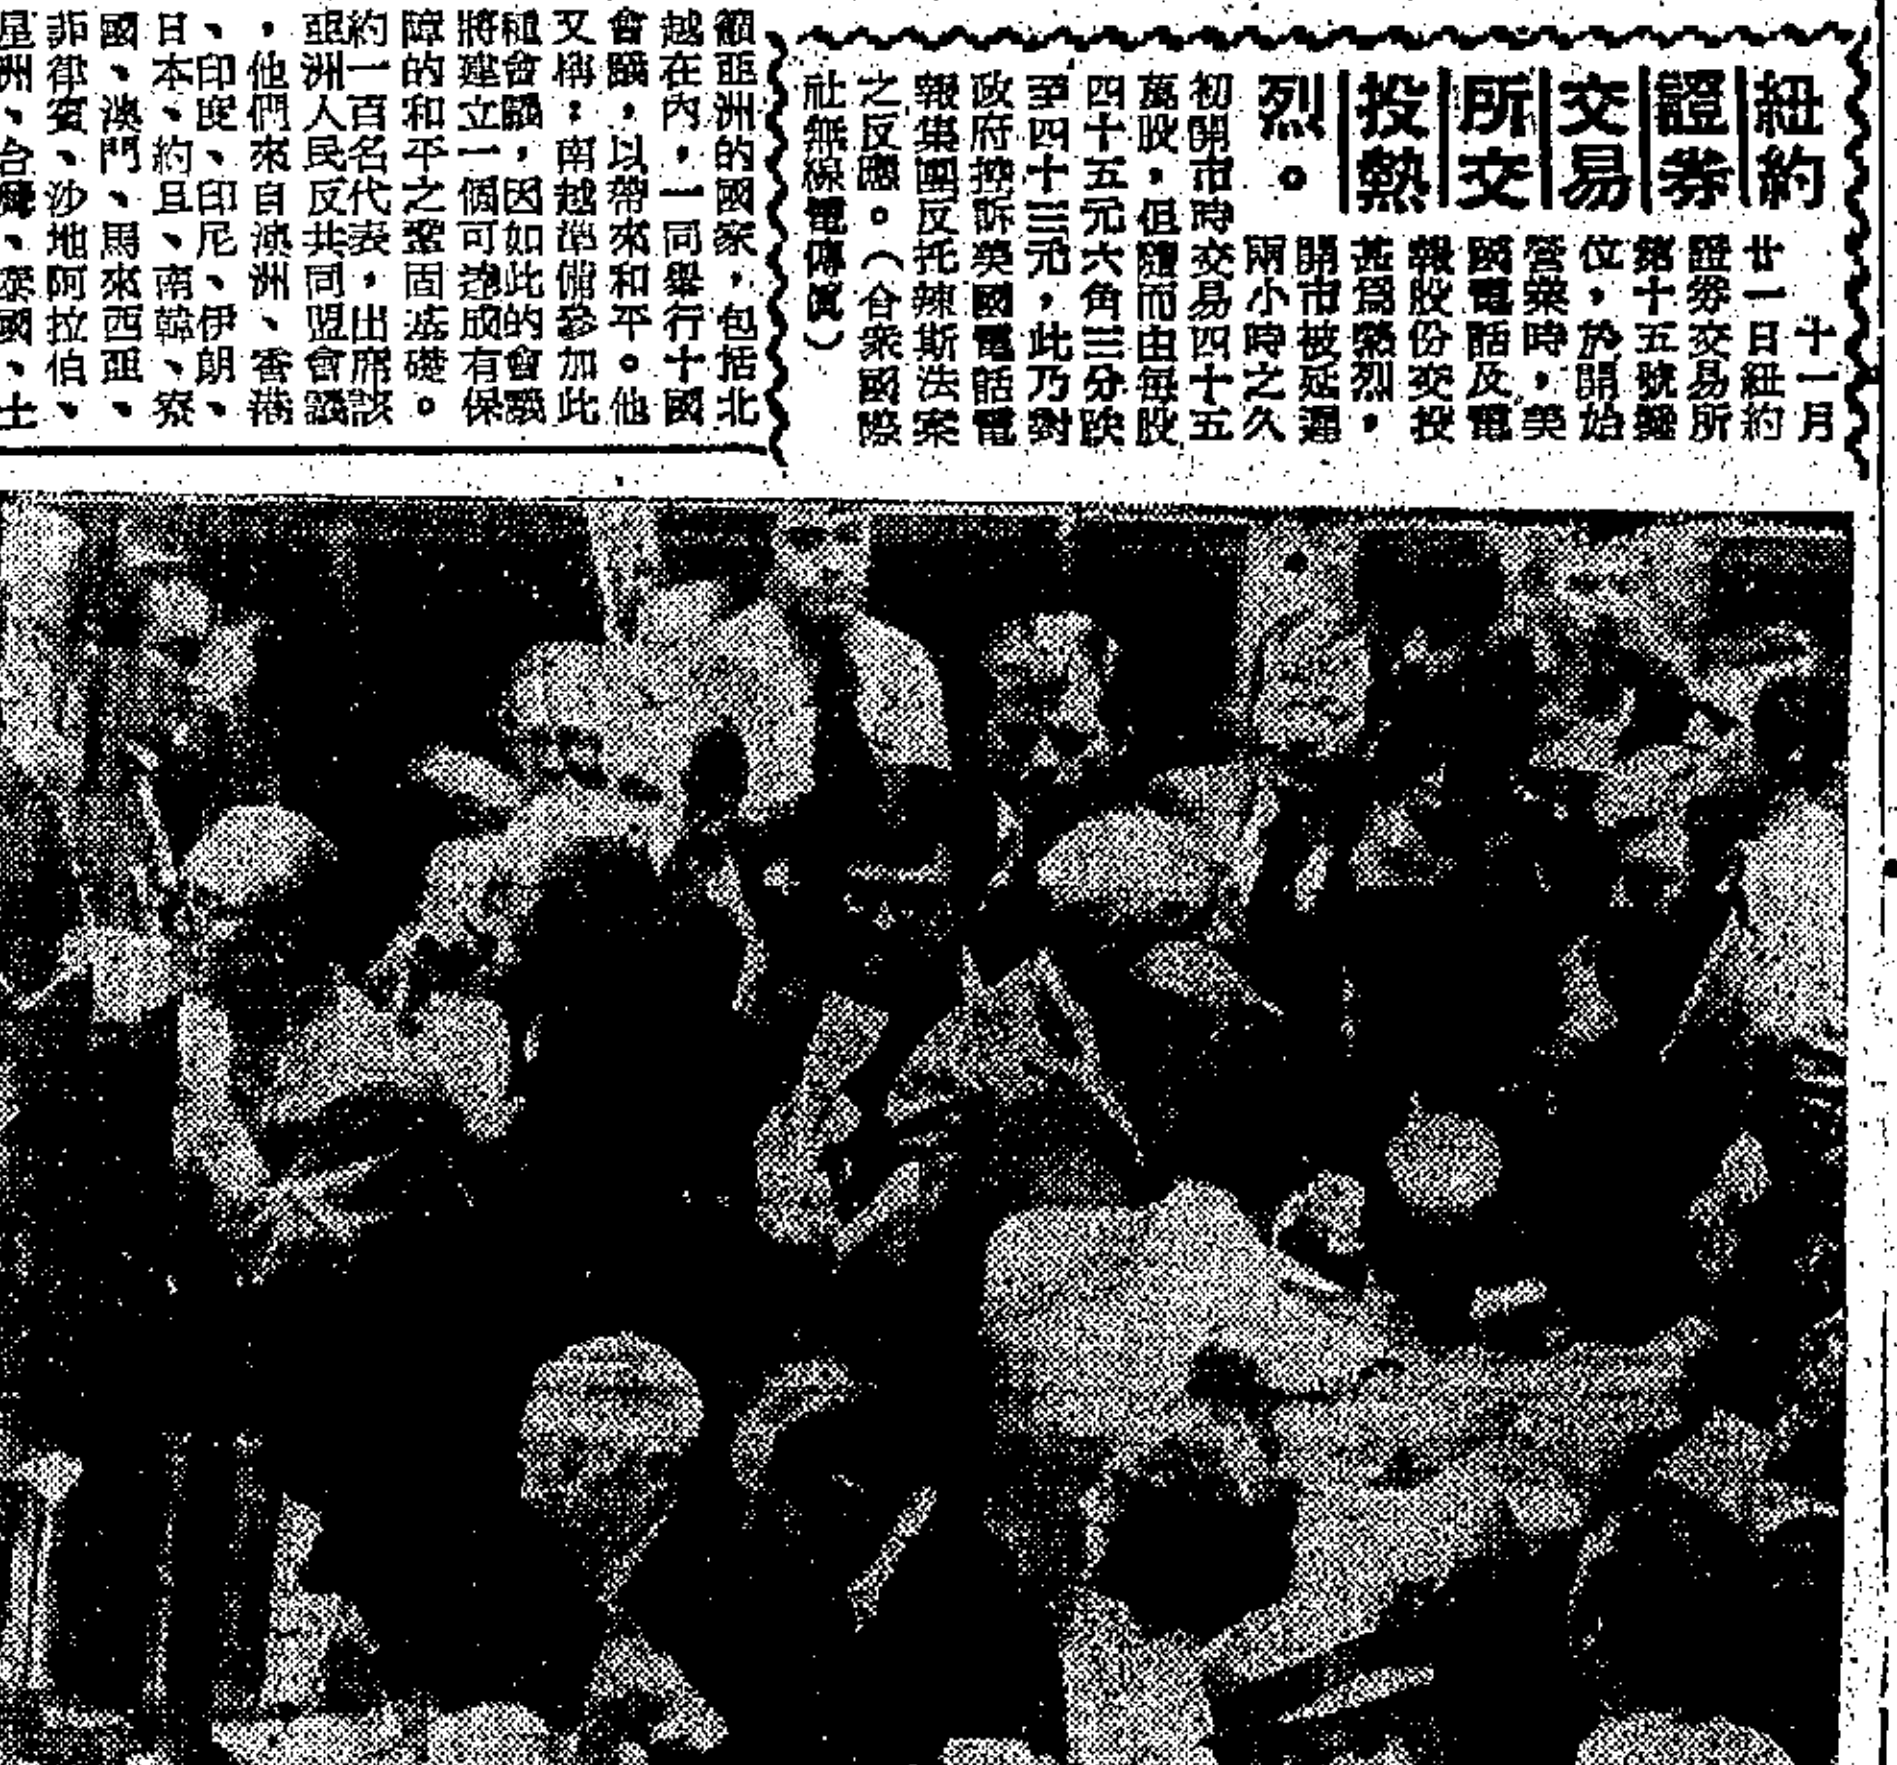 紐約
證券
交易
所交
投熱
烈。
十一月
廿一日紐約
證券交易所
第十五號攤
位,於開始
營業時,美
國電話及電
報股份交投
甚爲熱烈,
開市被延遲
兩小時之久
初開市時交易四十五
萬股,但隨而由每股
四十五元六角三分跌
至四十三元,此乃對
政府控訴美國電話電
報集團反托辣斯法案
之反應。(合衆國際
社無線電傳眞)
籲亞洲的國家,包括北
越在內,一同舉行十國
會議,以帶來和平。他
又稱:南越準備參加此
種會議,因如此的會議
將建立一個可達成有保
障的和平之鞏固基礎。
約一百名代表,出席該
亞洲人民反共同盟會議
,他們來自澳洲、香港
、印度、印尼、伊朗、
日本、約旦、南韓、寮
國、澳門、馬來西亞、
菲律賓、沙地阿拉伯、
星洲、台灣、泰國、土